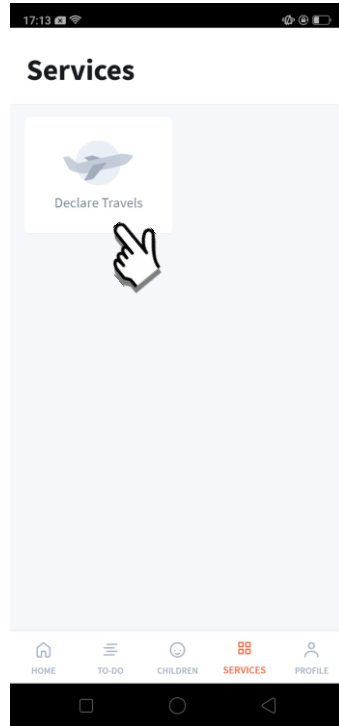 17:13
Services
Declare Travels
HOME TO-DO CHILDREN SERVICES PROFILE